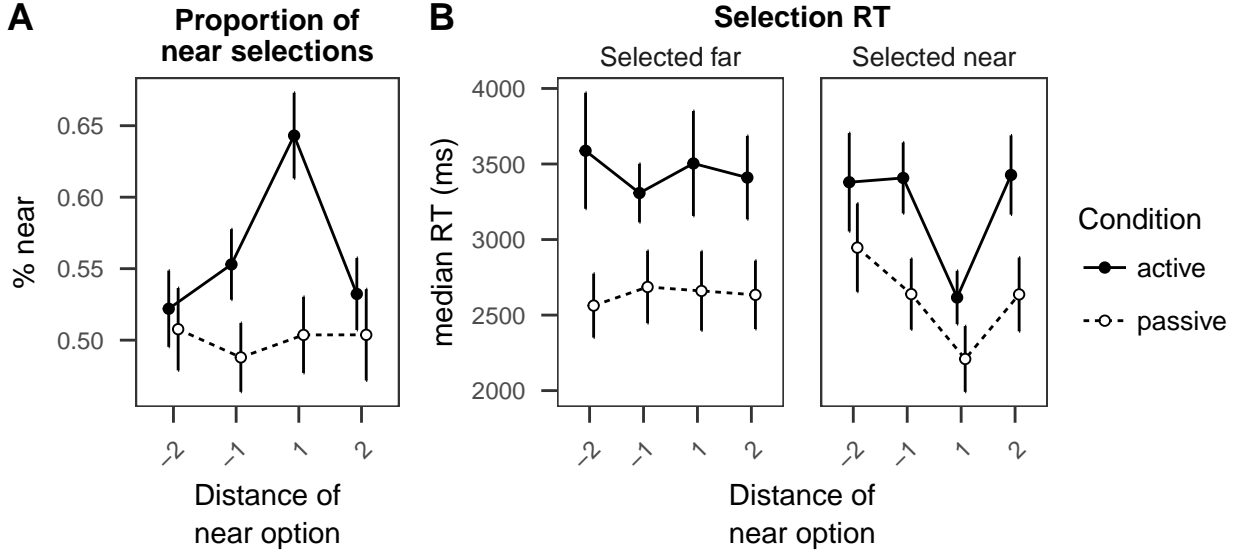 A
Proportion of
near selections
% near
0.65
0.60
0.55
0.50
−2
−1
1
2
Distance of
near option
B
Selection RT
Selected far
Selected near
median RT (ms)
4000
3500
3000
2500
2000
−2
−1
1
2
−2
−1
1
2
Distance of
near option
Condition
active
passive